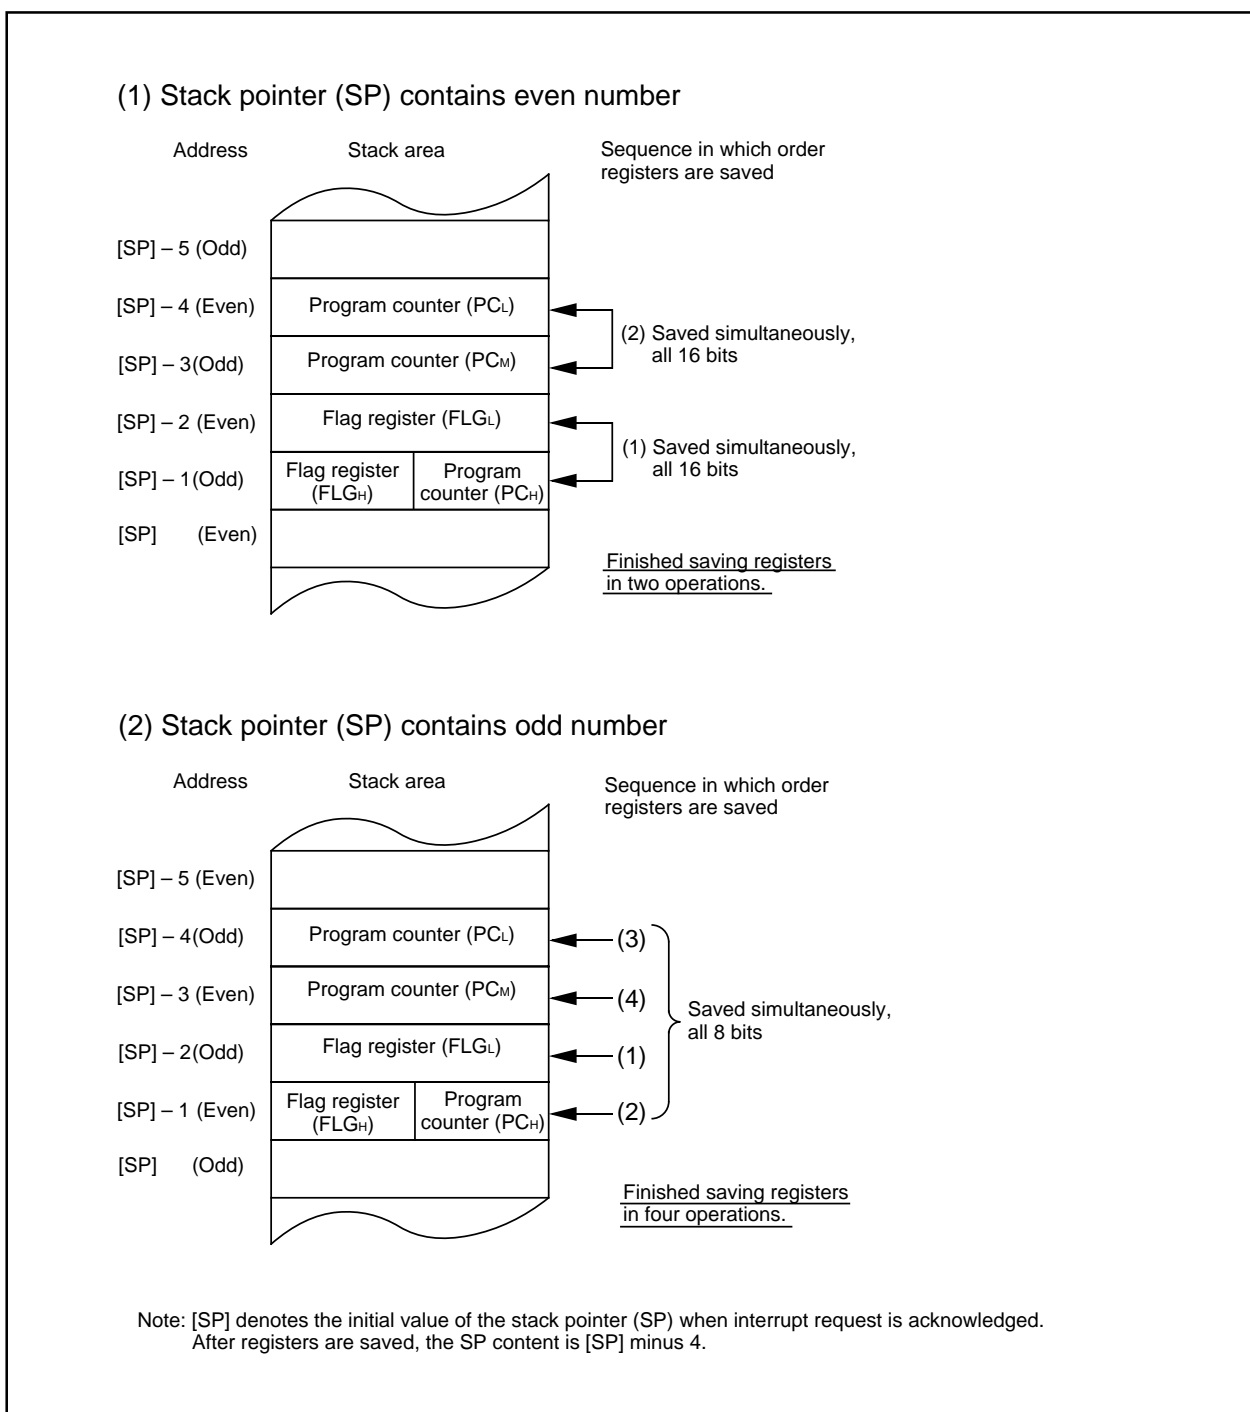 (1) Stack pointer (SP) contains even number
Address Stack area Sequence in which order
registers are saved
[SP] – 5 (Odd)
[SP] – 4 (Even) Program counter (PCL)
(2) Saved simultaneously,
all 16 bits
[SP] – 3(Odd) Program counter (PCM)
[SP] – 2 (Even) Flag register (FLGL)
(1) Saved simultaneously,
all 16 bits
[SP] – 1(Odd) Flag register
(FLGH) Program
counter (PCH)
[SP] (Even)
Finished saving registers
in two operations.
(2) Stack pointer (SP) contains odd number
Address Stack area Sequence in which order
registers are saved
[SP] – 5 (Even)
[SP] – 4(Odd) Program counter (PCL) (3)
[SP] – 3 (Even) Program counter (PCM) (4)
Saved simultaneously,
all 8 bits
[SP] – 2(Odd) Flag register (FLGL) (1)
[SP] – 1 (Even) Flag register
(FLGH) Program
counter (PCH) (2)
[SP] (Odd)
Finished saving registers
in four operations.
Note: [SP] denotes the initial value of the stack pointer (SP) when interrupt request is acknowledged.
After registers are saved, the SP content is [SP] minus 4.